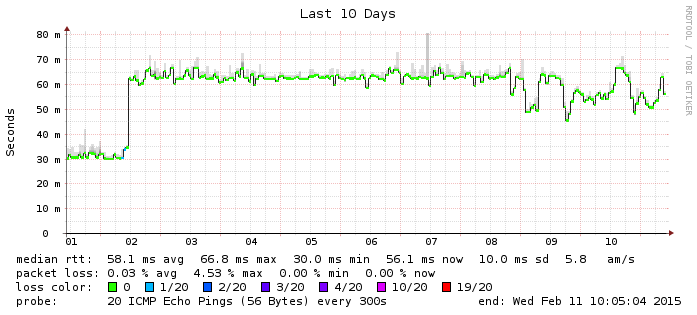 Last 10 Days
RRDTOOL / TOBI OETIKER
Seconds
80 m
70 m
60 m
50 m
40 m
30 m
20 m
10 m
0
01 02 03 04 05 06 07 08 09 10
median rtt: 58.1 ms avg 66.8 ms max 30.0 ms min 56.1 ms now 10.0 ms sd 5.8 am/s
packet loss: 0.03 % avg 4.53 % max 0.00 % min 0.00 % now
loss color: 0 1/20 2/20 3/20 4/20 10/20 19/20
probe: 20 ICMP Echo Pings (56 Bytes) every 300s end: Wed Feb 11 10:05:04 2015